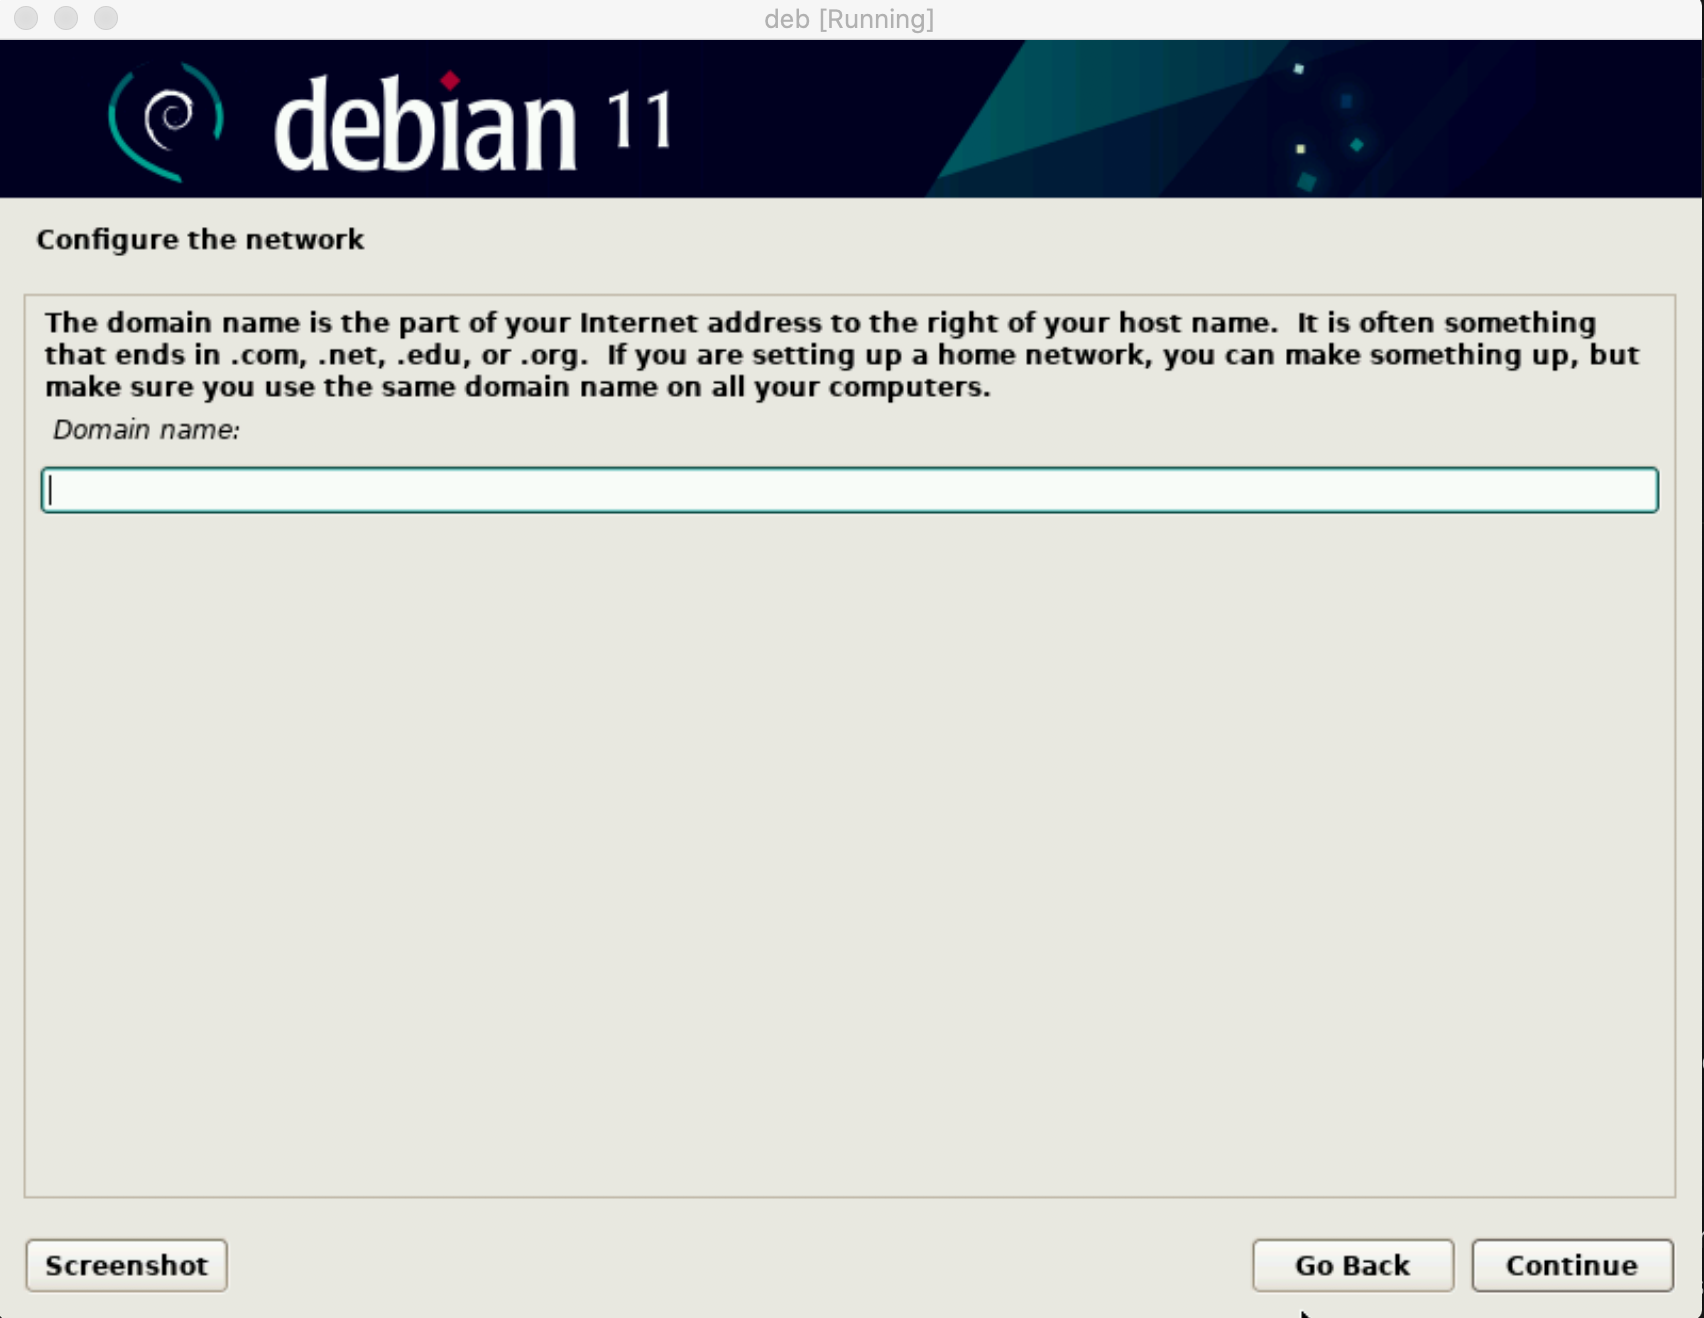 deb [Running]
debian 11
Configure the network
The domain name is the part of your Internet address to the right of your host name.  It is often something
that ends in .com, .net, .edu, or .org.  If you are setting up a home network, you can make something up, but
make sure you use the same domain name on all your computers.
Domain name:
Screenshot
Go Back
Continue